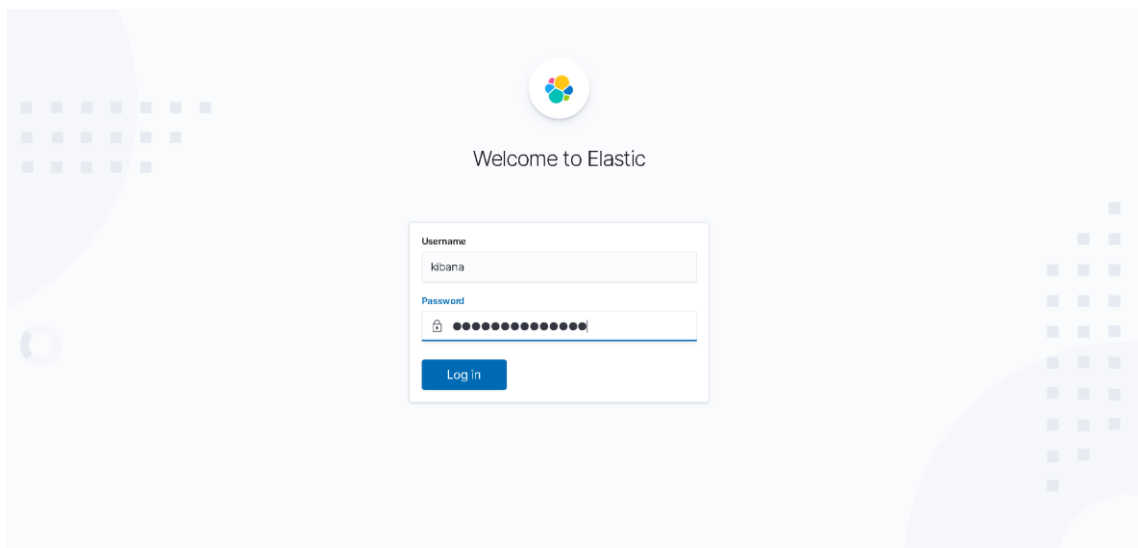 Welcome to Elastic
Username
kibana
Password
●●●●●●●●●●●●●●
Log in